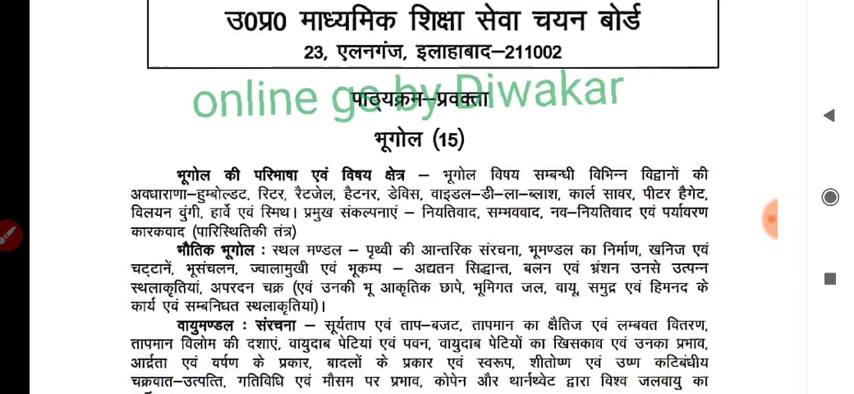 उ0प्र0 माध्यमिक शिक्षा सेवा चयन बोर्ड
23, एलनगंज, इलाहाबाद–211002
online gs by Diwakar
पाठ्यक्रम–प्रवक्ता
भूगोल (15)
भूगोल की परिभाषा एवं विषय क्षेत्र – भूगोल विषय सम्बन्धी विभिन्न विद्वानों की
अवधाराणा–हुम्बोल्डट, रिटर, रैटजेल, हैटनर, डेविस, वाइडल–डी–ला–ब्लाश, कार्ल सावर, पीटर हैगेट,
विलयन वुंगी, हार्वे एवं स्मिथ। प्रमुख संकल्पनाएं – नियतिवाद, सम्भववाद, नव–नियतिवाद एवं पर्यावरण
कारकवाद (पारिस्थितिकी तंत्र)
भौतिक भूगोल : स्थल मण्डल – पृथ्वी की आन्तरिक संरचना, भूमण्डल का निर्माण, खनिज एवं
चट्टानें, भूसंचलन, ज्वालामुखी एवं भूकम्प – अद्यतन सिद्धान्त, बलन एवं भ्रंशन उनसे उत्पन्न
स्थलाकृतियां, अपरदन चक्र (एवं उनकी भू आकृतिक छापे, भूमिगत जल, वायू, समुद्र एवं हिमनद के
कार्य एवं सम्बनिघत स्थलाकृतियां)।
वायुमण्डल : संरचना – सूर्यताप एवं ताप–बजट, तापमान का क्षैतिज एवं लम्बवत वितरण,
तापमान विलोम की दशाएं, वायुदाब पेटियां एवं पवन, वायुदाब पेटियों का खिसकाव एवं उनका प्रभाव,
आर्द्रता एवं वर्षण के प्रकार, बादलों के प्रकार एवं स्वरूप, शीतोष्ण एवं उष्ण कटिबंधीय
चक्रवात–उत्पत्ति, गतिविधि एवं मौसम पर प्रभाव, कोपेन और थार्नथ्वेट द्वारा विश्व जलवायु का